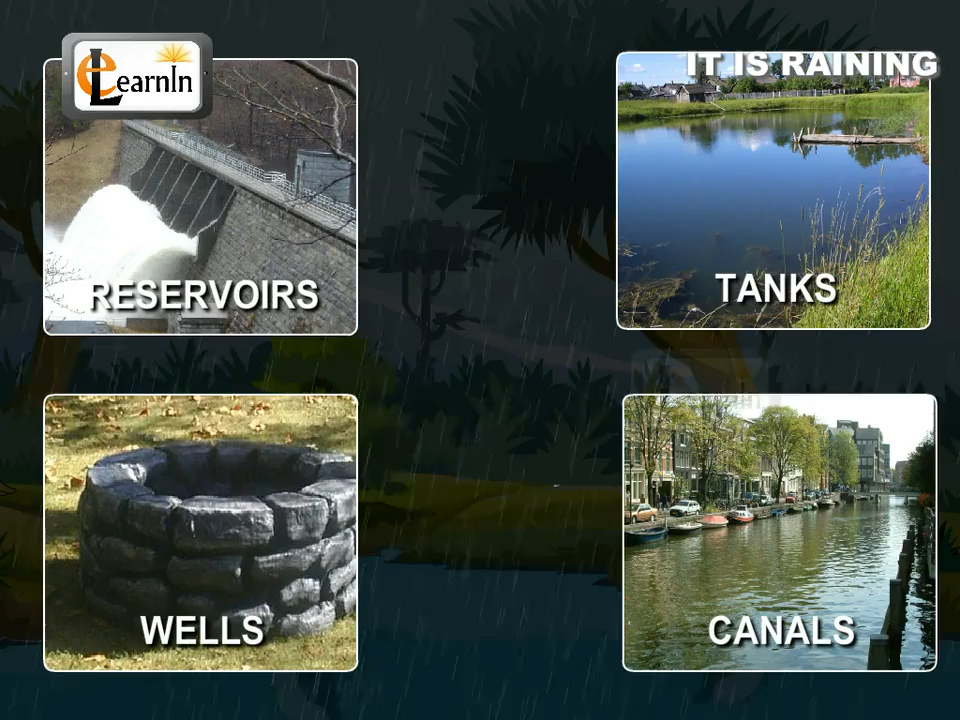 eLearnIn
IT IS RAINING
RESERVOIRS
TANKS
WELLS
CANALS